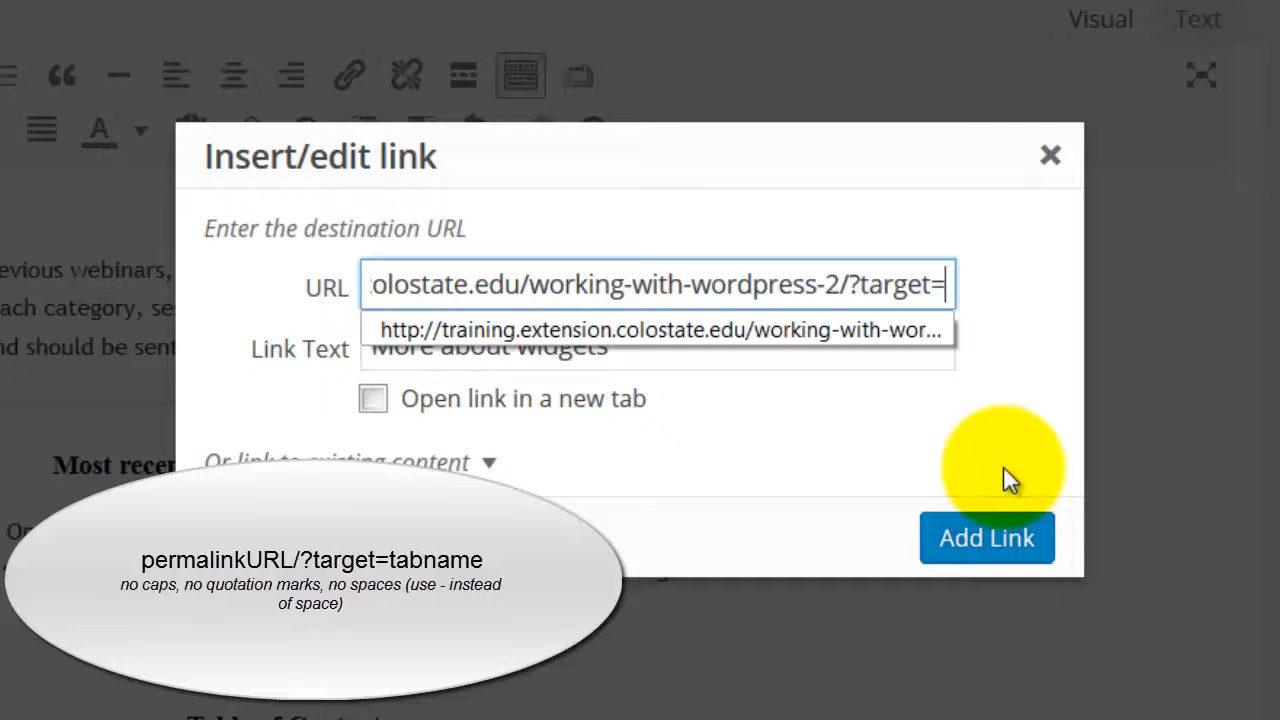 Visual Text
A
Insert/edit link
Enter the destination URL
URL :olostate.edu/working-with-wordpress-2/?target=
http://training.extension.colostate.edu/working-with-wor...
Link Text More about widgets
Open link in a new tab
Or link to existing content
Add Link
evious webinars,
each category, se
nd should be sent
Most recen
On
permalinkURL/?target=tabname
no caps, no quotation marks, no spaces (use - instead
of space)